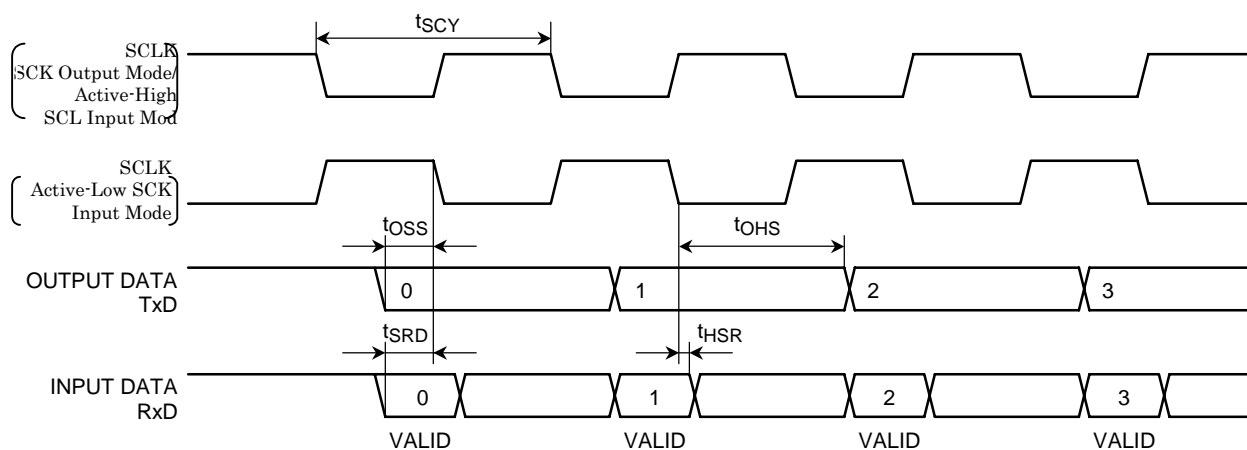 tSCY
SCLK
SCK Output Mode/
Active-High
SCL Input Mod
SCLK
Active-Low SCK
Input Mode
tOSS
tOHS
OUTPUT DATA
TxD
0
1
2
3
tSRD
tHSR
INPUT DATA
RxD
0
1
2
3
VALID
VALID
VALID
VALID